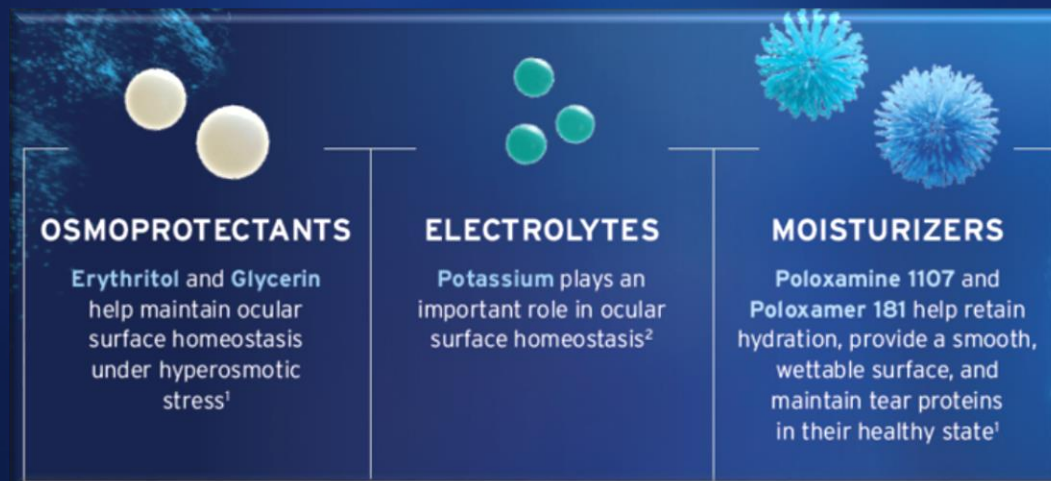 OSMOPROTECTANTS
Erythritol and Glycerin
help maintain ocular
surface homeostasis
under hyperosmotic
stress¹
ELECTROLYTES
Potassium plays an
important role in ocular
surface homeostasis²
MOISTURIZERS
Poloxamine 1107 and
Poloxamer 181 help retain
hydration, provide a smooth,
wettable surface, and
maintain tear proteins
in their healthy state¹